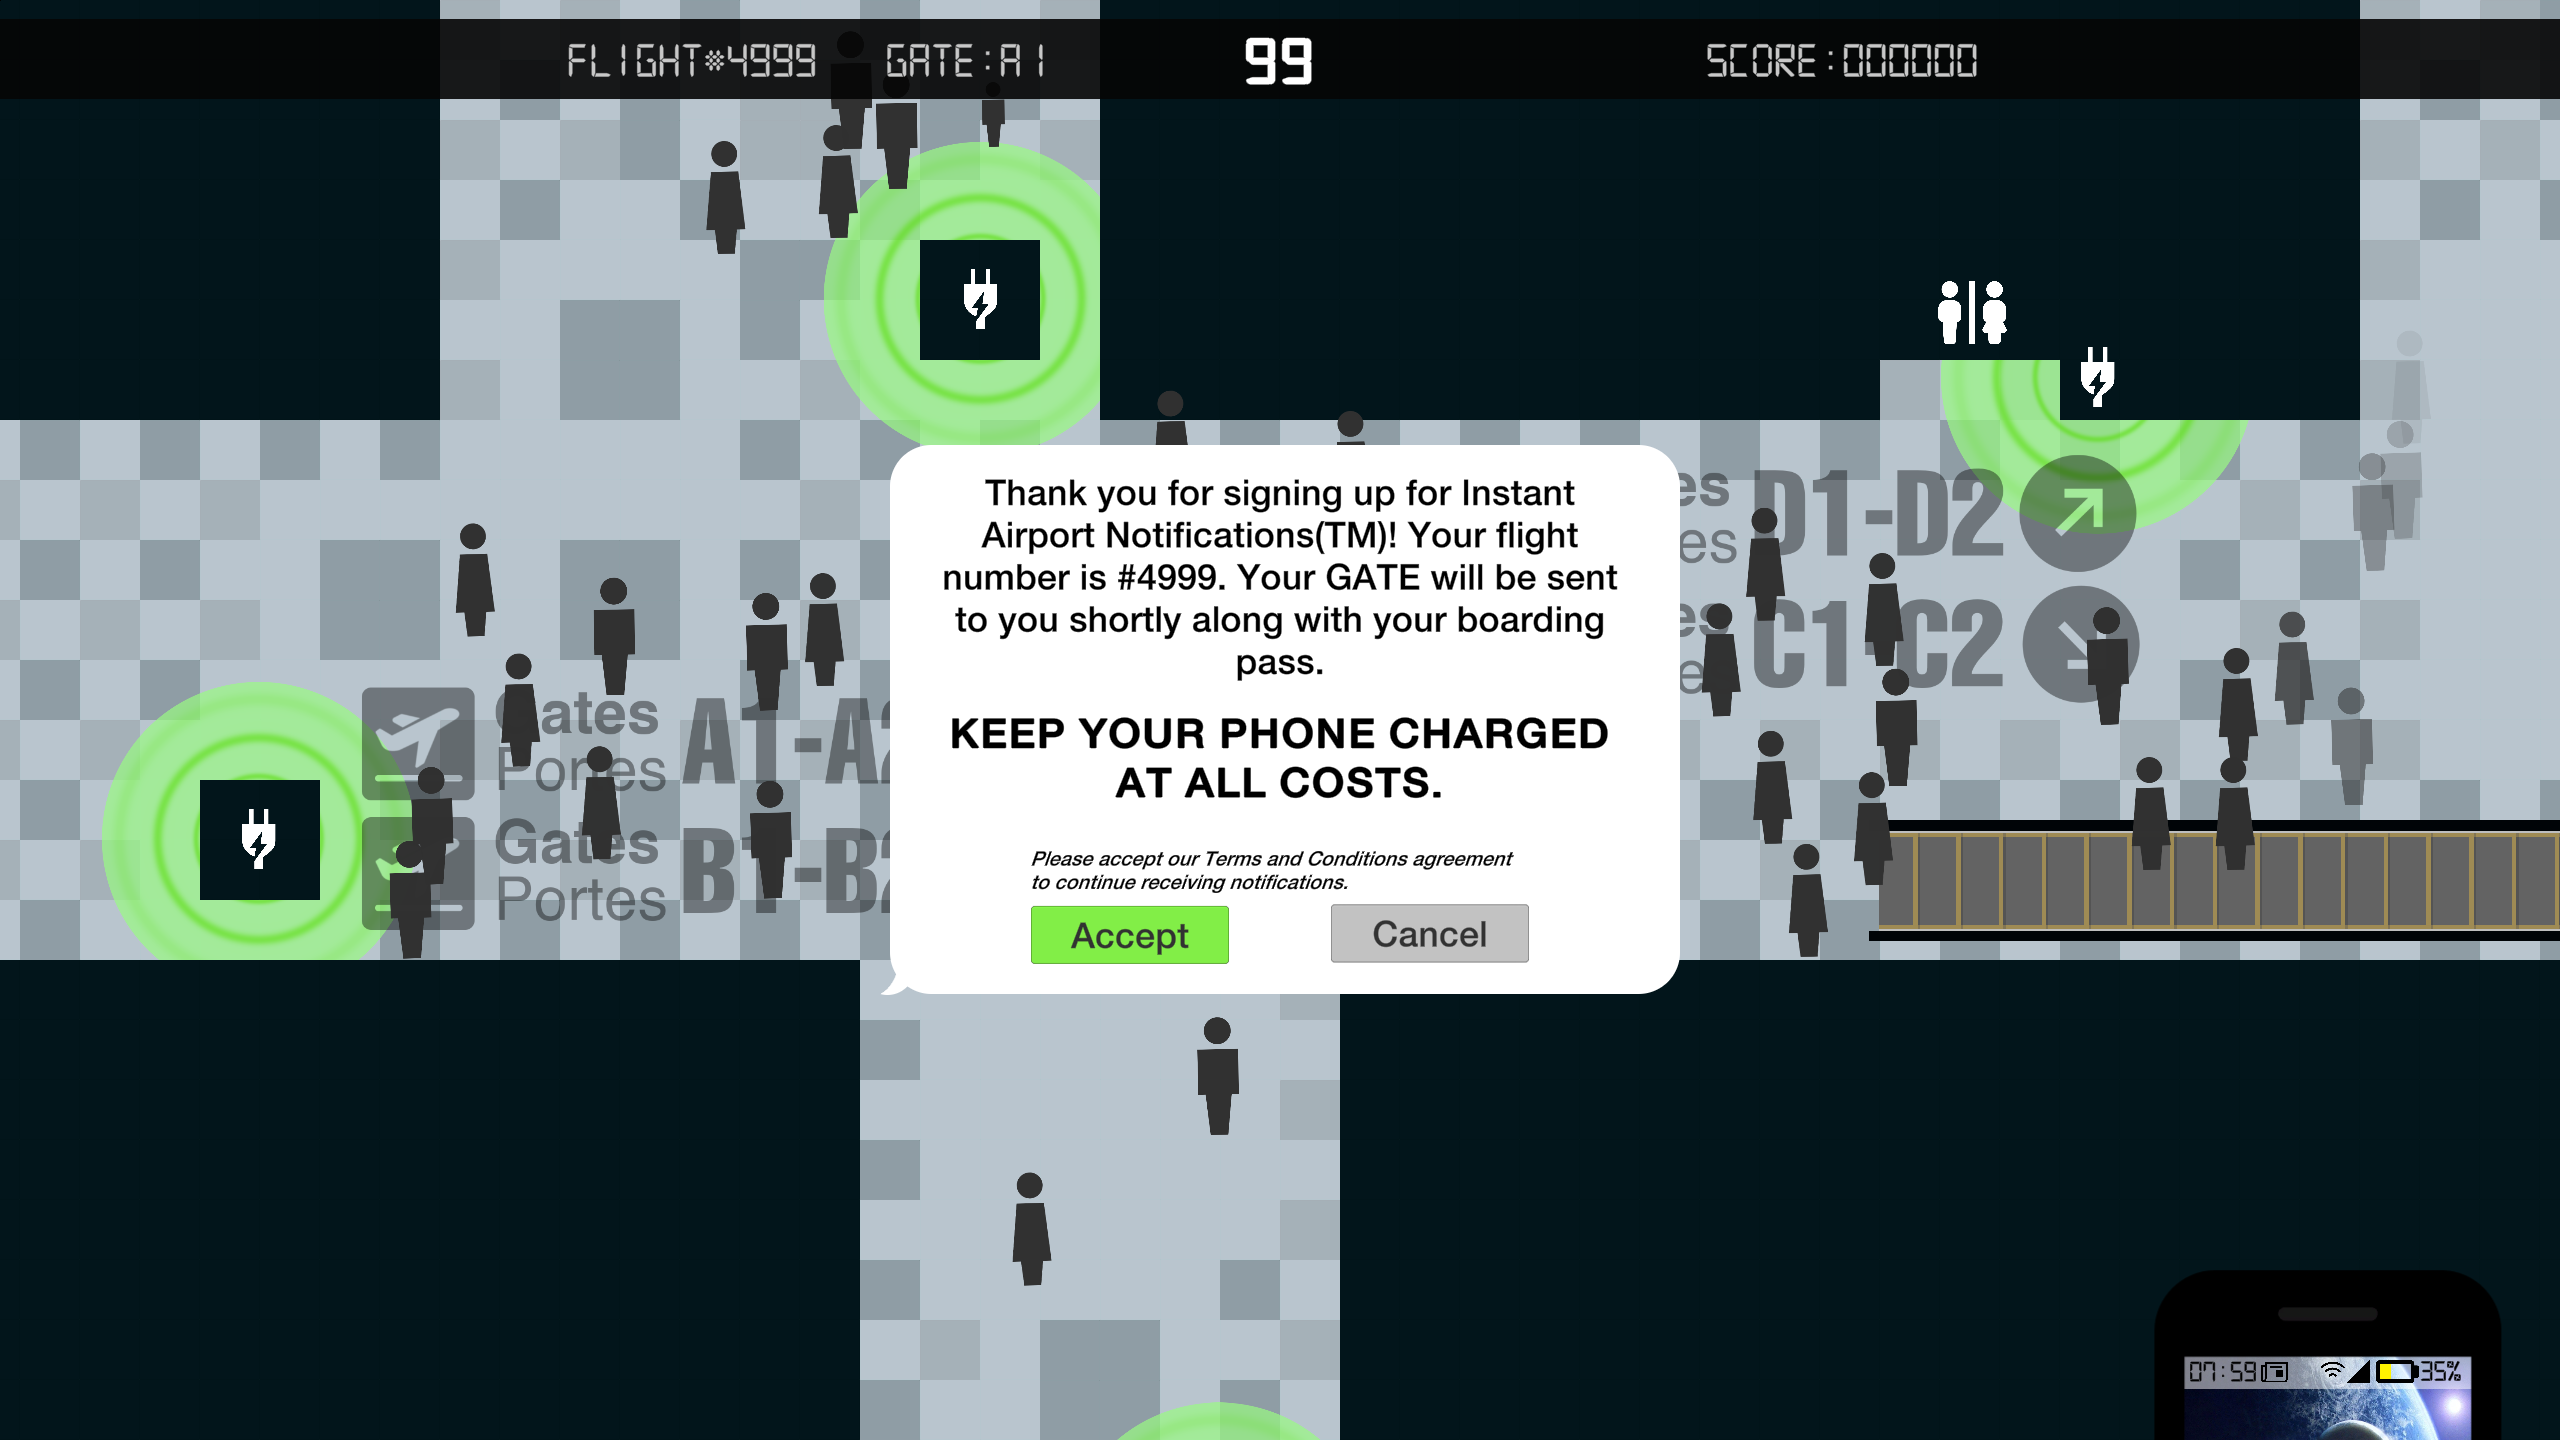 FLIGHT#4999 GATE:A1 99 SCORE:000000
Thank you for signing up for Instant
Airport Notifications(TM)! Your flight
number is #4999. Your GATE will be sent
to you shortly along with your boarding
pass.
KEEP YOUR PHONE CHARGED
AT ALL COSTS.
Please accept our Terms and Conditions agreement
to continue receiving notifications.
Accept Cancel
es D1-D2
es
es C1-C2
e
Gates A1-A2
Portes
Gates B1-B2
Portes
07:59 35%